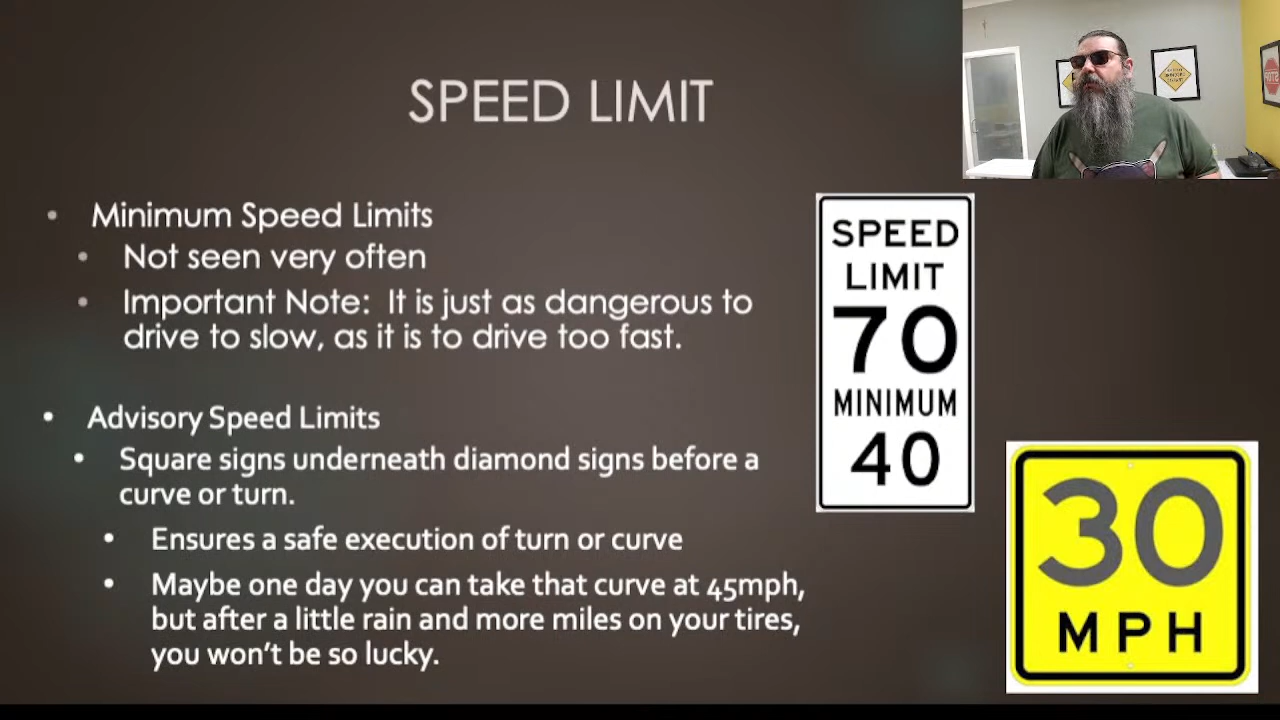 SPEED LIMIT
• Minimum Speed Limits
• Not seen very often
• Important Note: It is just as dangerous to
drive to slow, as it is to drive too fast.
• Advisory Speed Limits
• Square signs underneath diamond signs before a
curve or turn.
• Ensures a safe execution of turn or curve
• Maybe one day you can take that curve at 45mph,
but after a little rain and more miles on your tires,
you won't be so lucky.
SPEED
LIMIT
70
MINIMUM
40
30
MPH